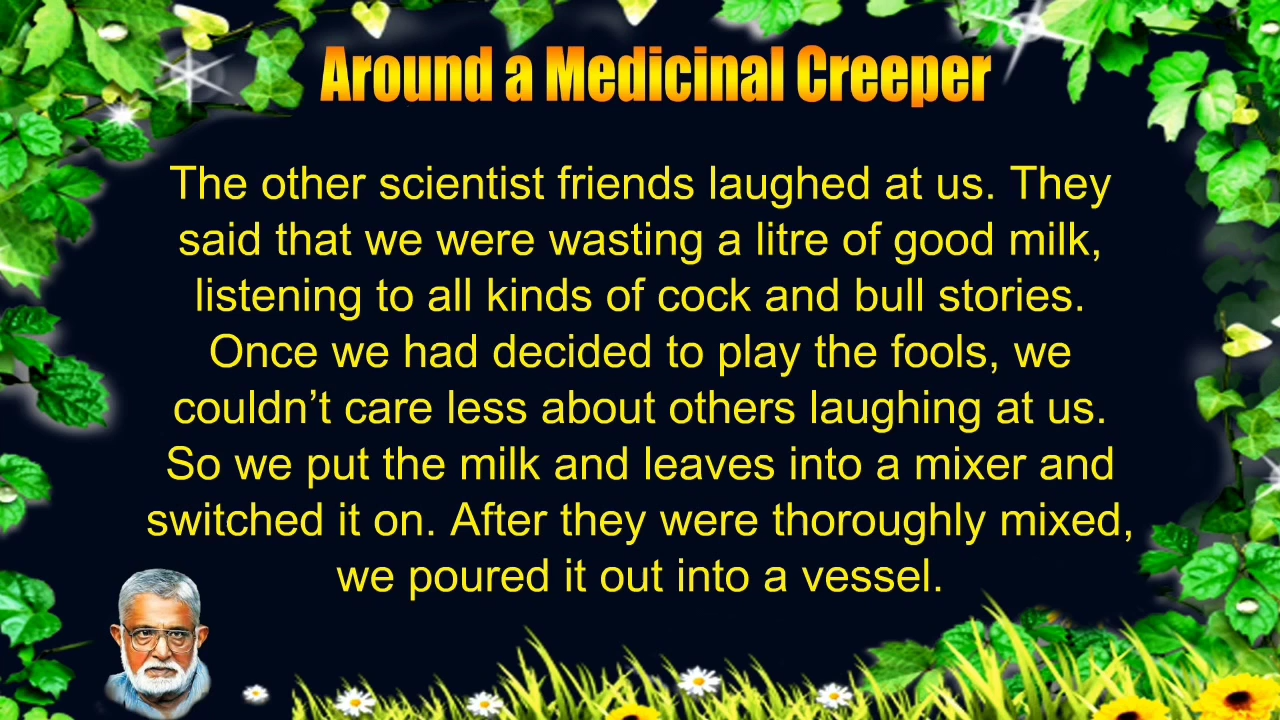 Around a Medicinal Creeper
The other scientist friends laughed at us. They
said that we were wasting a litre of good milk,
listening to all kinds of cock and bull stories.
Once we had decided to play the fools, we
couldn’t care less about others laughing at us.
So we put the milk and leaves into a mixer and
switched it on. After they were thoroughly mixed,
we poured it out into a vessel.